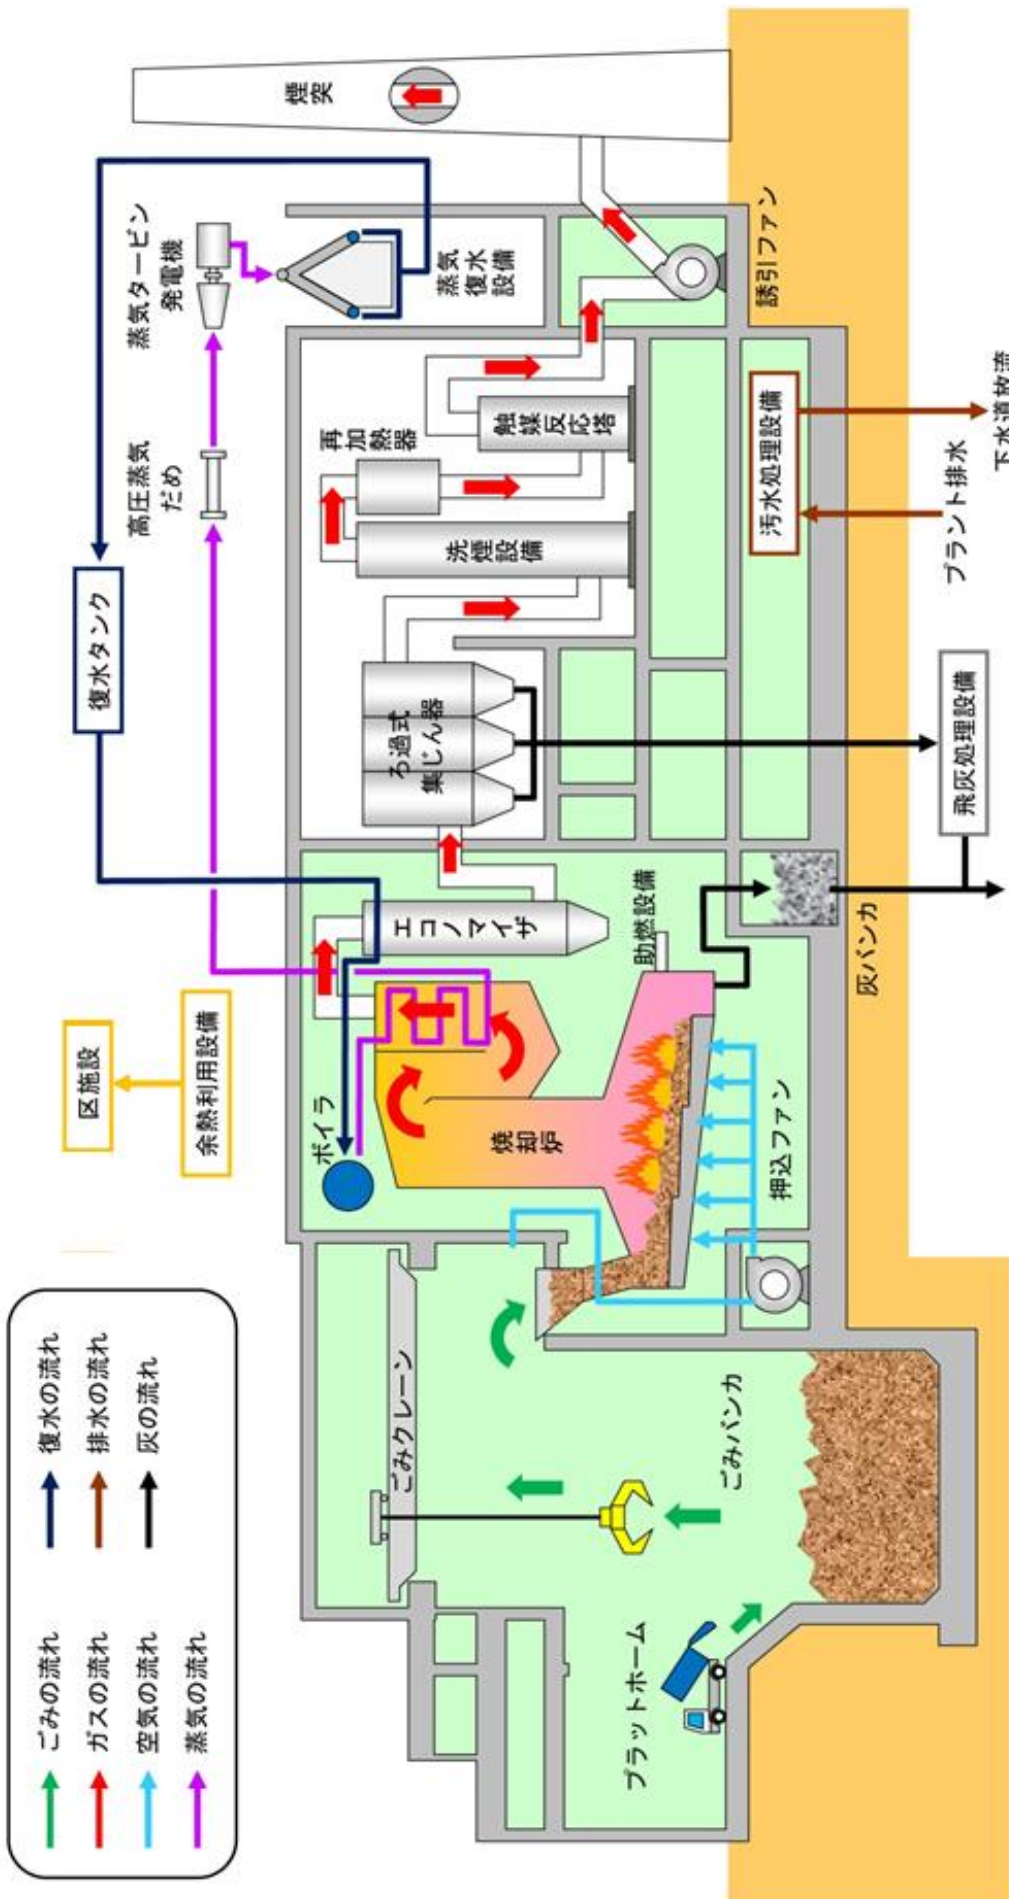 ごみの流れ
ガスの流れ
空気の流れ
蒸気の流れ
復水の流れ
排水の流れ
灰の流れ
区施設
余熱利用設備
復水タンク
高圧蒸気
だめ
蒸気タービン
発電機
蒸気
復水
設備
煙
突
ボイラ
エコノマイザ
ろ過式
集じん器
洗煙設備
再
加
熱
器
触媒反応塔
誘引ファン
ごみクレーン
焼
却
炉
助燃設備
プラットホーム
ごみバンカ
押込ファン
灰バンカ
飛灰処理設備
汚水処理設備
プラント排水
下水道放流